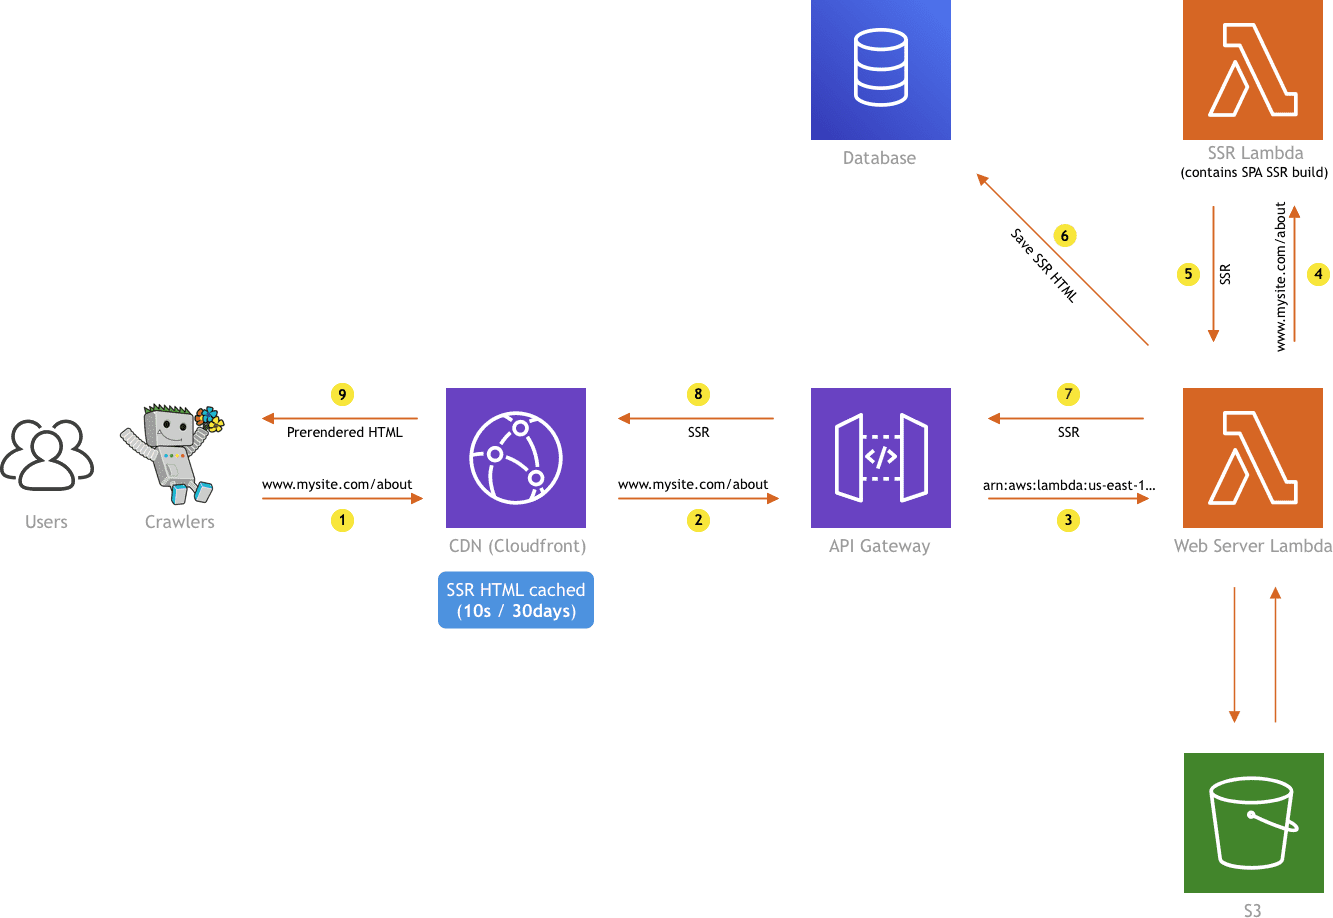 Database
SSR Lambda
(contains SPA SSR build)
6
Save SSR HTML
5
SSR
www.mysite.com/about
4
9
Prerendered HTML
8
SSR
7
SSR
www.mysite.com/about
1
www.mysite.com/about
2
arn:aws:lambda:us-east-1...
3
</>
Users
Crawlers
CDN (Cloudfront)
API Gateway
Web Server Lambda
SSR HTML cached
(10s / 30days)
S3